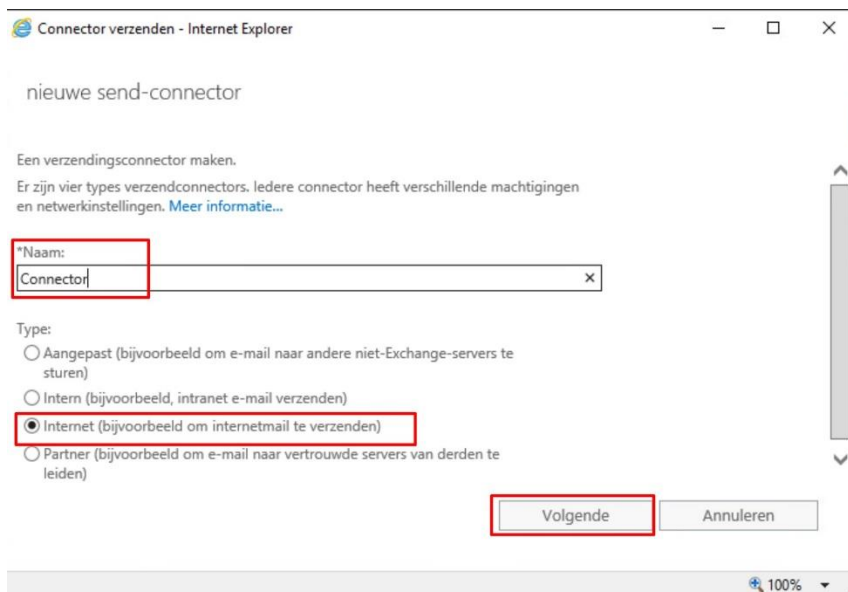 Connector verzenden - Internet Explorer
nieuwe send-connector
Een verzendingsconnector maken.
Er zijn vier types verzendconnectors. Iedere connector heeft verschillende machtigingen
en netwerkinstellingen. Meer informatie...
*Naam:
Connector
Type:
Aangepast (bijvoorbeeld om e-mail naar andere niet-Exchange-servers te
sturen)
Intern (bijvoorbeeld, intranet e-mail verzenden)
Internet (bijvoorbeeld om internetmail te verzenden)
Partner (bijvoorbeeld om e-mail naar vertrouwde servers van derden te
leiden)
Volgende Annuleren
100%